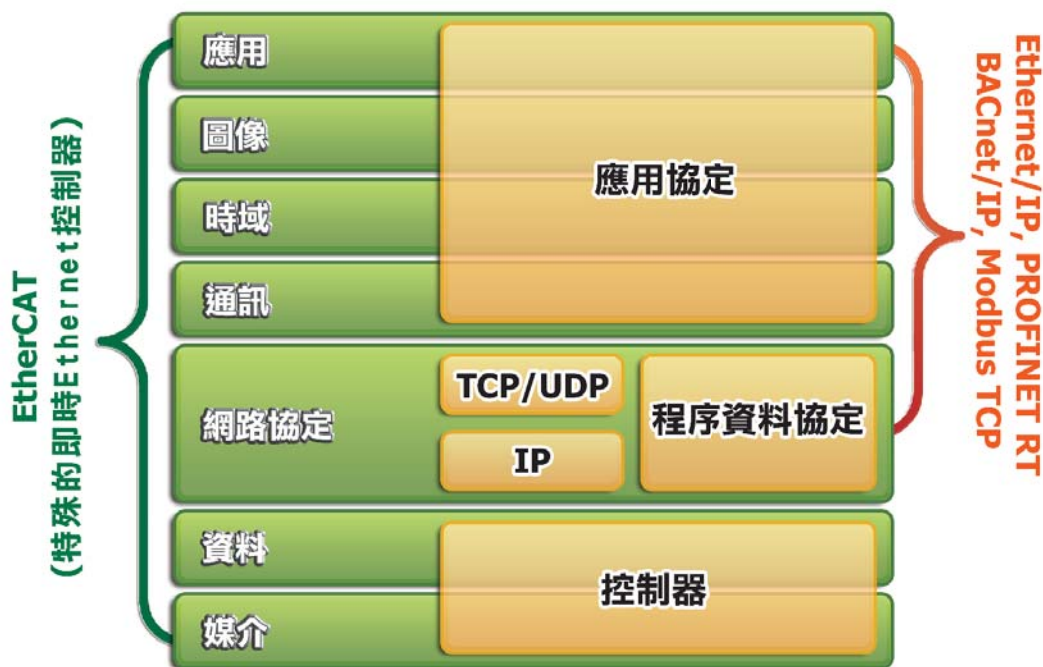 EtherCAT
(特殊的即時Ethernet控制器)
應用
圖像
時域
通訊
網路協定
資料
媒介
應用協定
TCP/UDP
IP
程序資料協定
控制器
Ethernet/IP, PROFINET RT
BACnet/IP, Modbus TCP